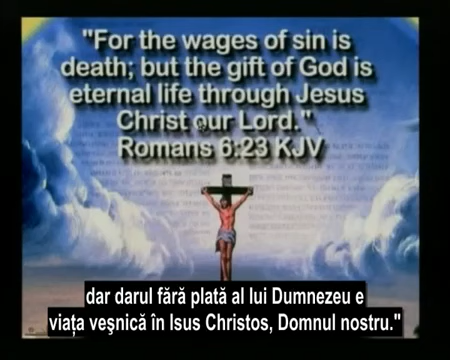 "For the wages of sin is
death; but the gift of God is
eternal life through Jesus
Christ our Lord."
Romans 6:23 KJV
dar darul fără plată al lui Dumnezeu e
viaţa veşnică în Isus Christos, Domnul nostru."